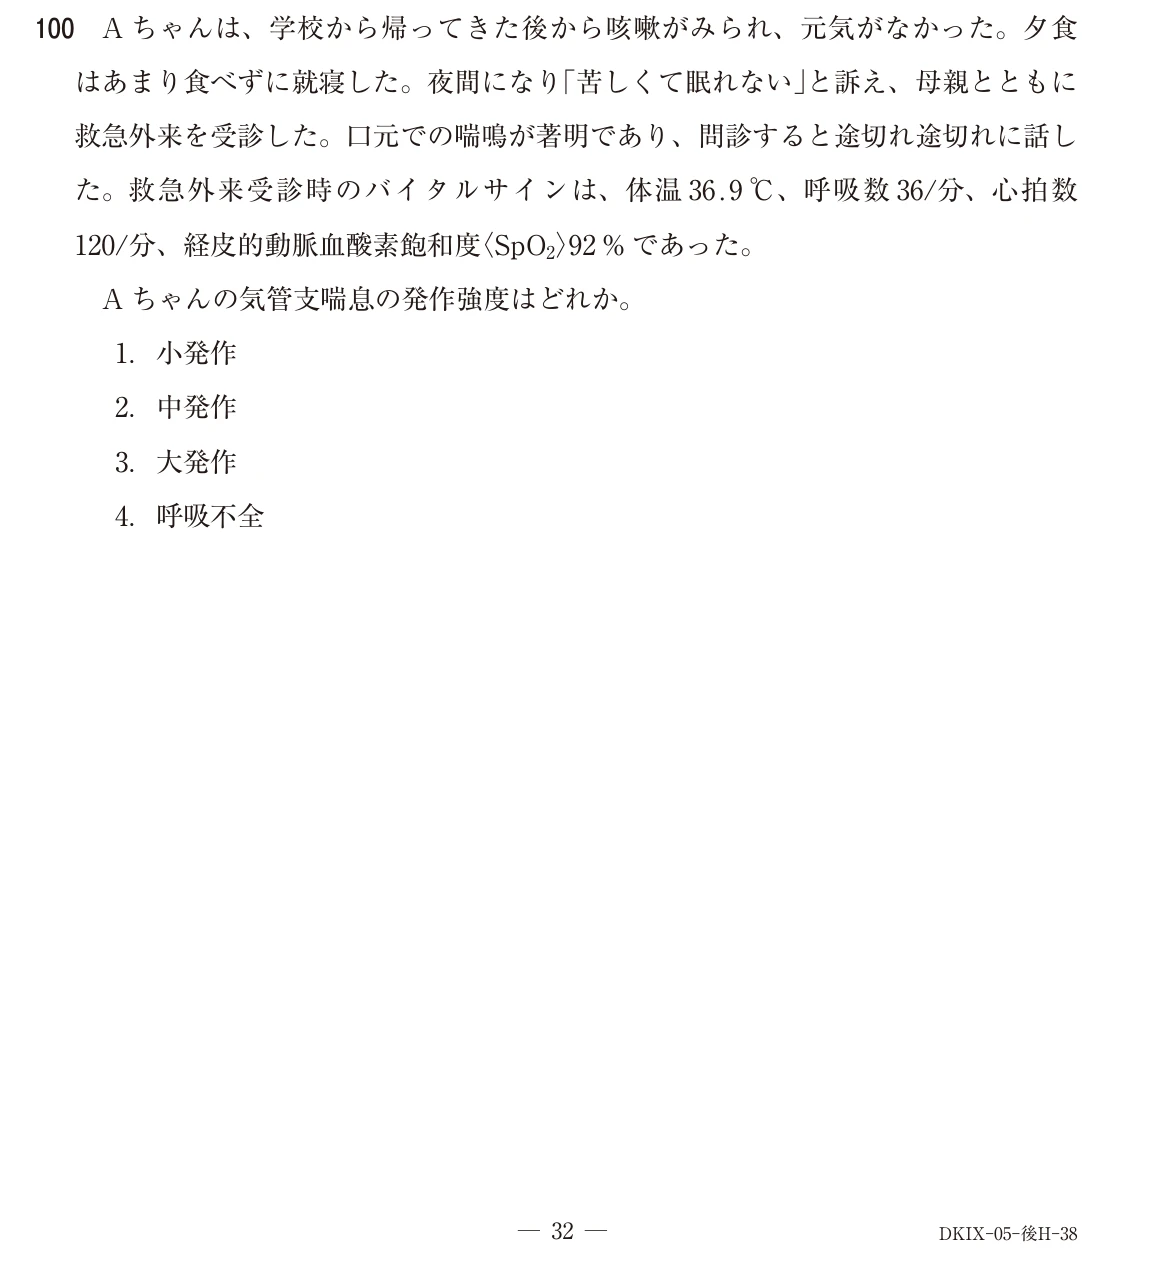 100 Aちゃんは、学校から帰ってきた後から咳嗽がみられ、元気がなかった。夕食
はあまり食べずに就寝した。夜間になり「苦しくて眠れない」と訴え、母親とともに
救急外来を受診した。口元での喘鳴が著明であり、問診すると途切れ途切れに話し
た。救急外来受診時のバイタルサインは、体温 36.9 ℃、呼吸数 36/分、心拍数
120/分、経皮的動脈血酸素飽和度〈SpO₂〉92 % であった。
Aちゃんの気管支喘息の発作強度はどれか。
1. 小発作
2. 中発作
3. 大発作
4. 呼吸不全
— 32 —
DKIX-05-後H-38